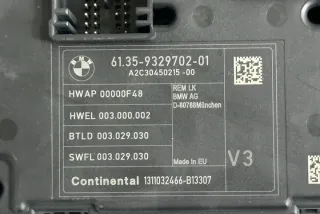 BMW
61.35-9329702-01
A2C30450215-00
HWAP 00000F48
REM LK
BMW AG
D-80788München
HWEL 003.000.002
BTLD 003.029.030
SWFL 003.029.030
Made in EU
V3
Continental 1311032466-B13307